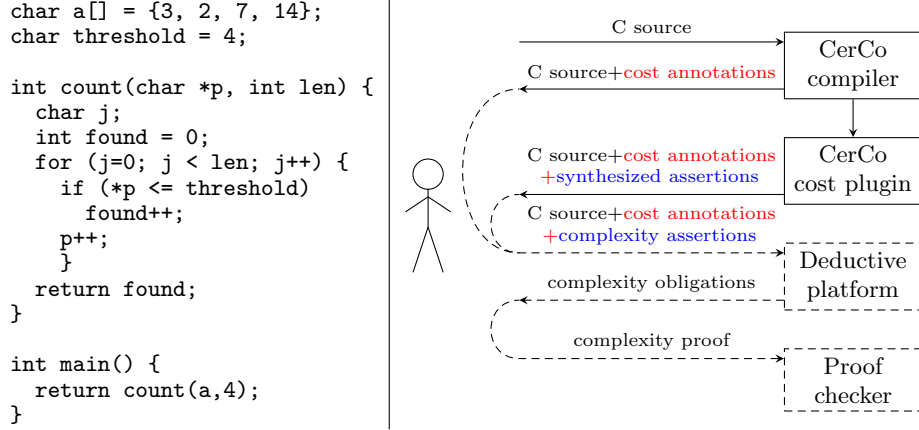 char a[] = {3, 2, 7, 14};
char threshold = 4;
int count(char *p, int len) {
char j;
int found = 0;
for (j=0; j < len; j++) {
if (*p <= threshold)
found++;
p++;
}
return found;
}
int main() {
return count(a,4);
}
C source
CerCo
compiler
C source+cost annotations
C source+cost annotations
+synthesized assertions
CerCo
cost plugin
C source+cost annotations
+complexity assertions
Deductive
platform
complexity obligations
complexity proof
Proof
checker